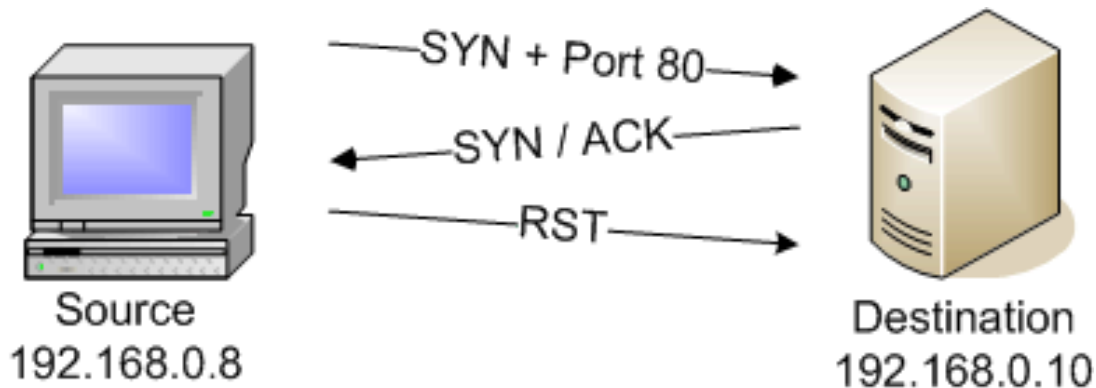 SYN + Port 80
SYN / ACK
RST
Source
192.168.0.8
Destination
192.168.0.10